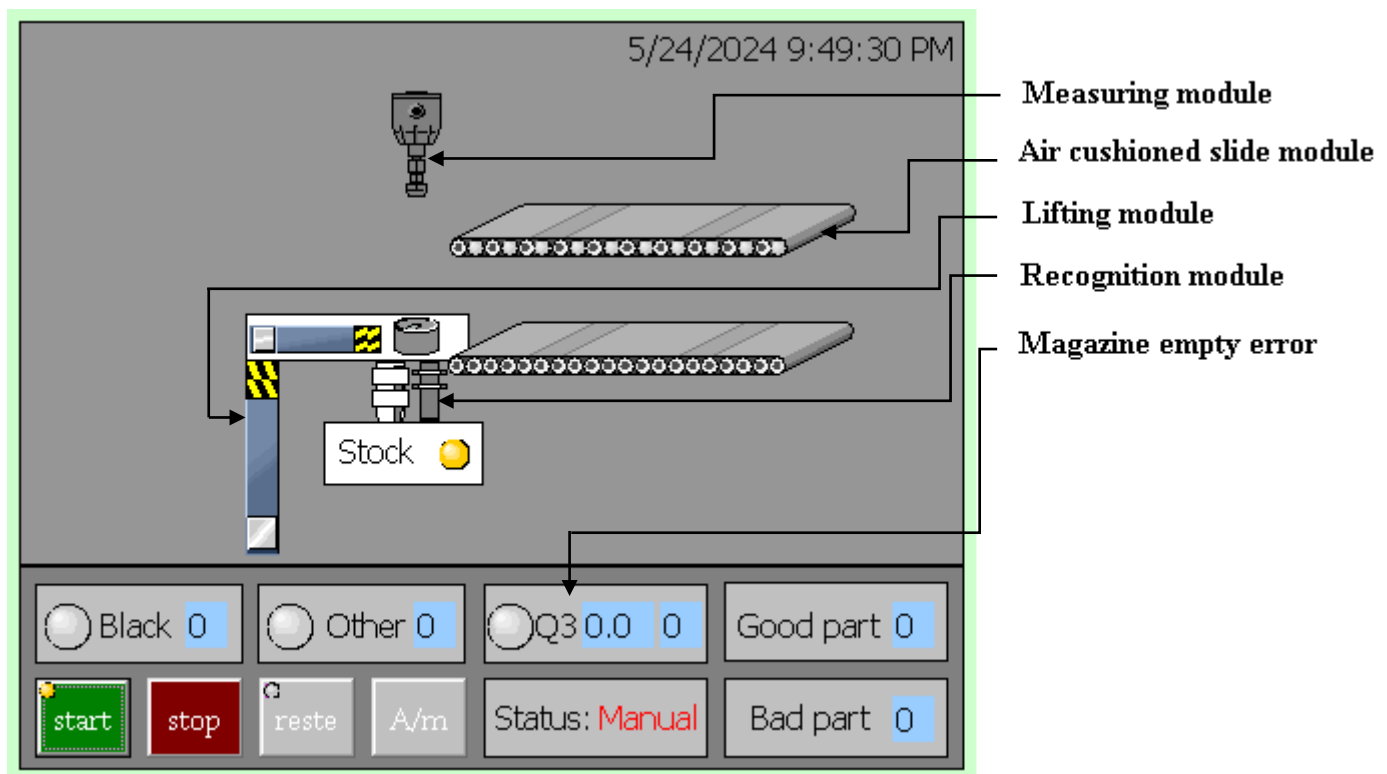 5/24/2024 9:49:30 PM
Measuring module
Air cushioned slide module
Lifting module
Recognition module
Magazine empty error
Stock
Black 0
Other 0
Q3 0.0 0
Good part 0
start
stop
reste
A/m
Status: Manual
Bad part 0